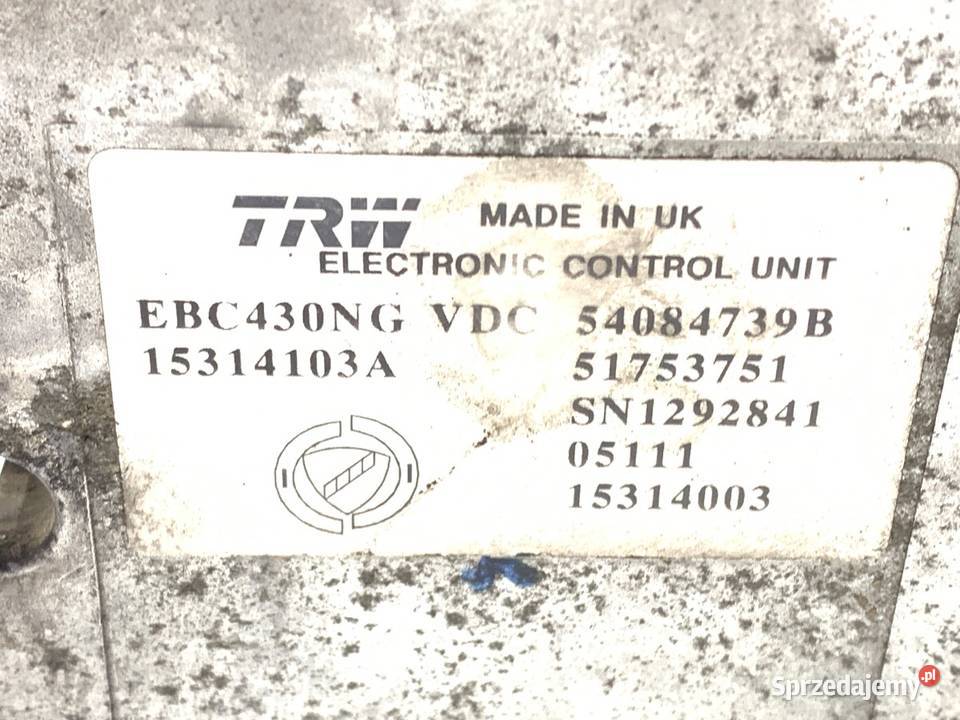 TRW MADE IN UK
ELECTRONIC CONTROL UNIT
EBC430NG VDC 54084739B
15314103A 51753751
SN1292841
05111
15314003
Sprzedajemy.pl